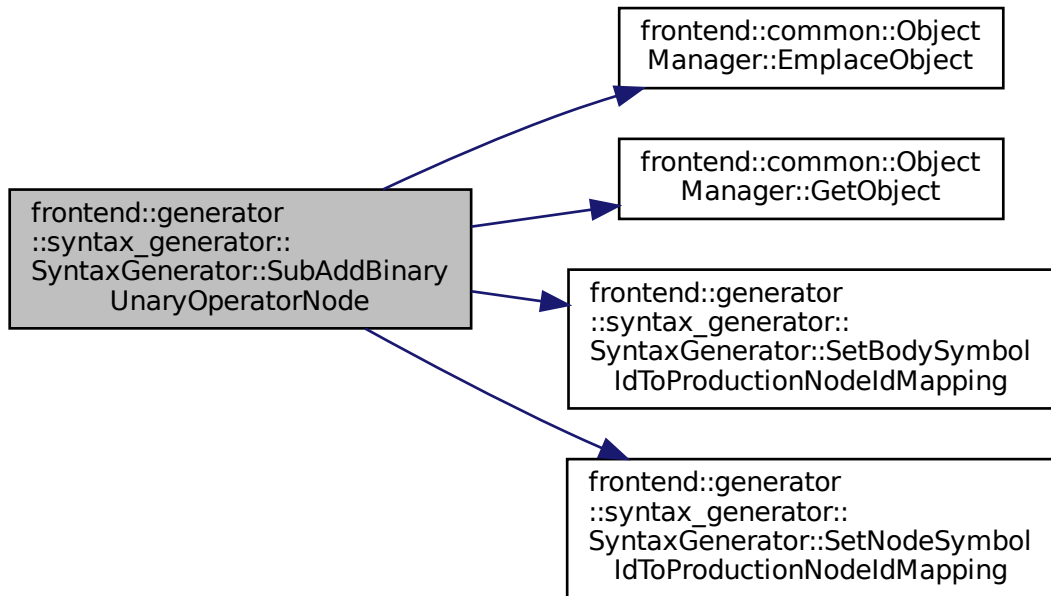 frontend::common::Object
Manager::EmplaceObject
frontend::common::Object
Manager::GetObject
frontend::generator
::syntax_generator::
SyntaxGenerator::SubAddBinary
UnaryOperatorNode
frontend::generator
::syntax_generator::
SyntaxGenerator::SetBodySymbol
IdToProductionNodeIdMapping
frontend::generator
::syntax_generator::
SyntaxGenerator::SetNodeSymbol
IdToProductionNodeIdMapping